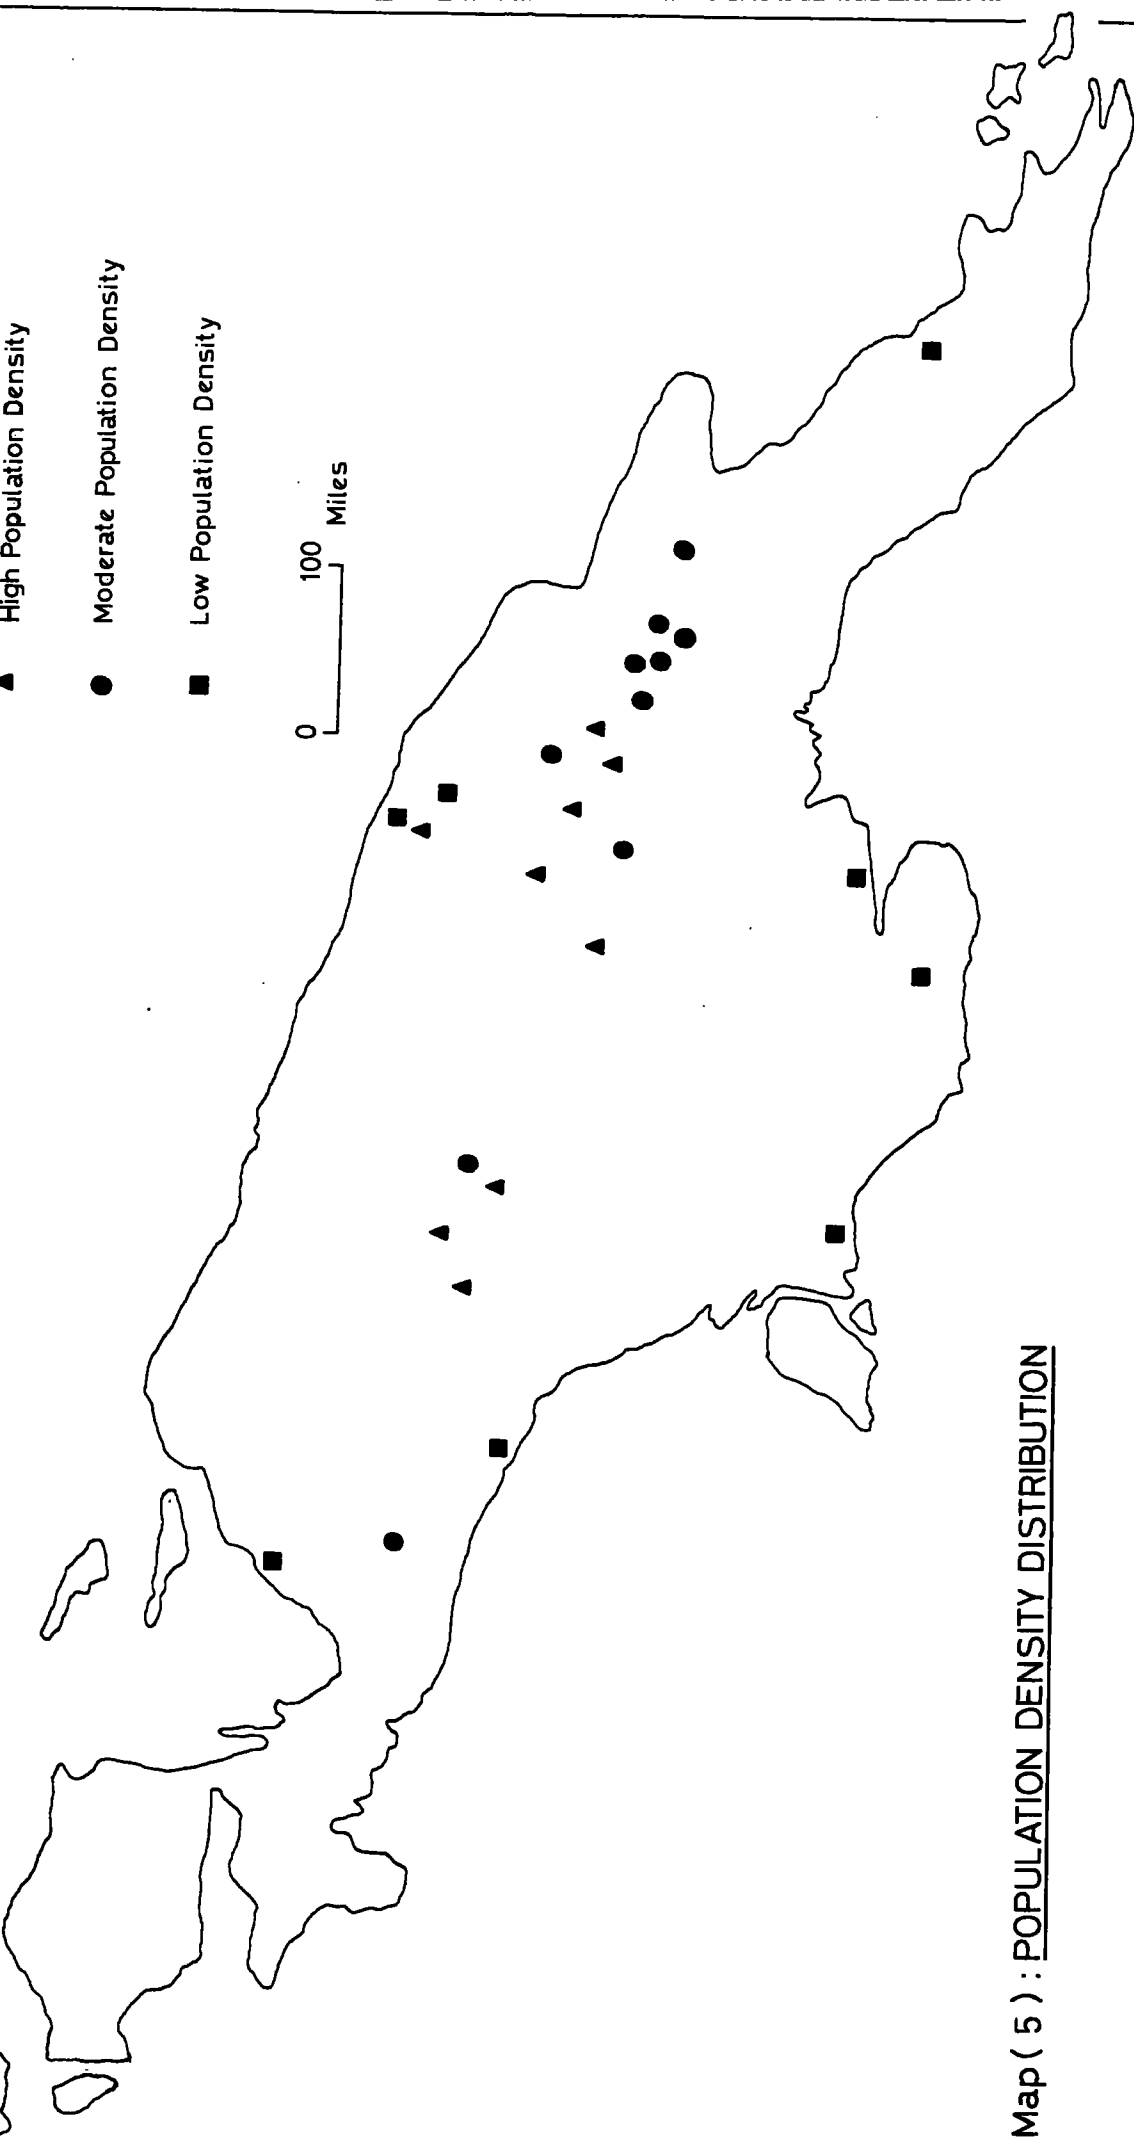 High Population Density
Moderate Population Density
Low Population Density
0 100
Miles
Map ( 5 ) : POPULATION DENSITY DISTRIBUTION